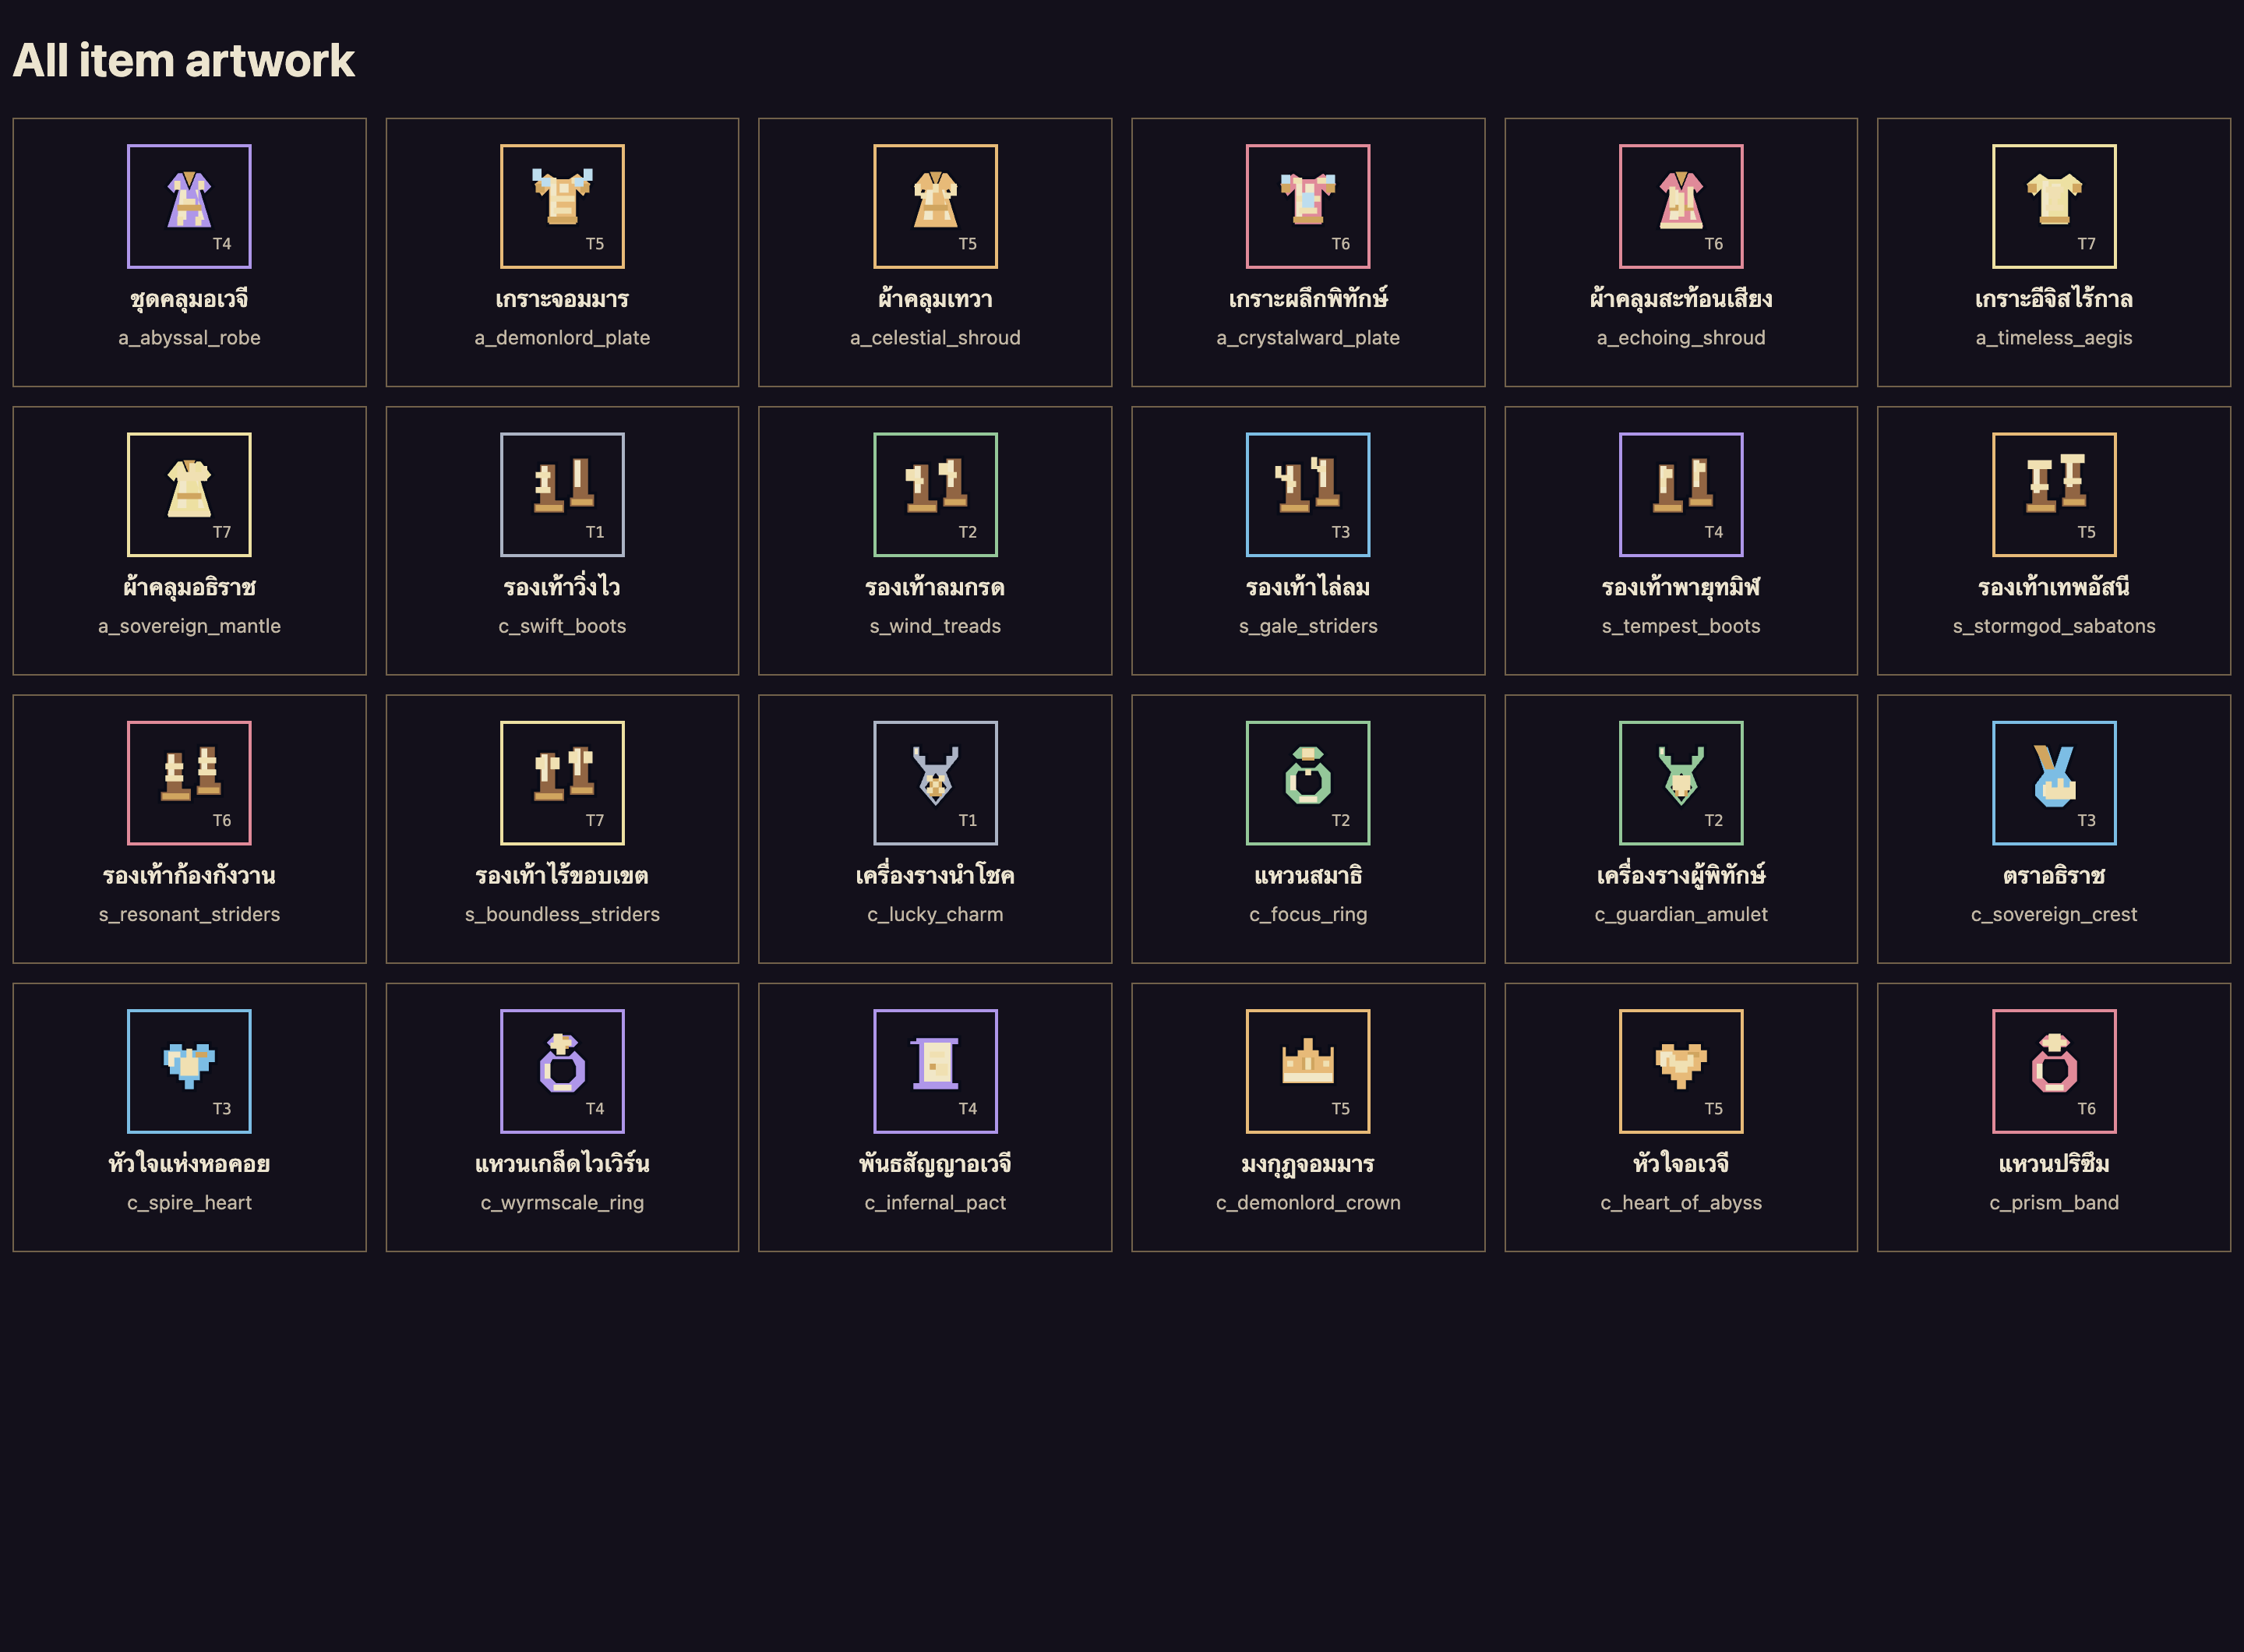 All item artwork
T4
ชุดคลุมอเวจี
a_abyssal_robe
T5
เกราะจอมมาร
a_demonlord_plate
T5
ผ้าคลุมเทวา
a_celestial_shroud
T6
เกราะผลึกพิทักษ์
a_crystalward_plate
T6
ผ้าคลุมสะท้อนเสียง
a_echoing_shroud
T7
เกราะอีจิสไร้กาล
a_timeless_aegis
T7
ผ้าคลุมอธิราช
a_sovereign_mantle
T1
รองเท้าวิ่งไว
c_swift_boots
T2
รองเท้าลมกรด
s_wind_treads
T3
รองเท้าไล่ลม
s_gale_striders
T4
รองเท้าพายุทมิฬ
s_tempest_boots
T5
รองเท้าเทพอัสนี
s_stormgod_sabatons
T6
รองเท้าก้องกังวาน
s_resonant_striders
T7
รองเท้าไร้ขอบเขต
s_boundless_striders
T1
เครื่องรางนำโชค
c_lucky_charm
T2
แหวนสมาธิ
c_focus_ring
T2
เครื่องรางผู้พิทักษ์
c_guardian_amulet
T3
ตราอธิราช
c_sovereign_crest
T3
หัวใจแห่งหอคอย
c_spire_heart
T4
แหวนเกล็ดไวเวิร์น
c_wyrmscale_ring
T4
พันธสัญญาอเวจี
c_infernal_pact
T5
มงกุฎจอมมาร
c_demonlord_crown
T5
หัวใจอเวจี
c_heart_of_abyss
T6
แหวนปริซึม
c_prism_band